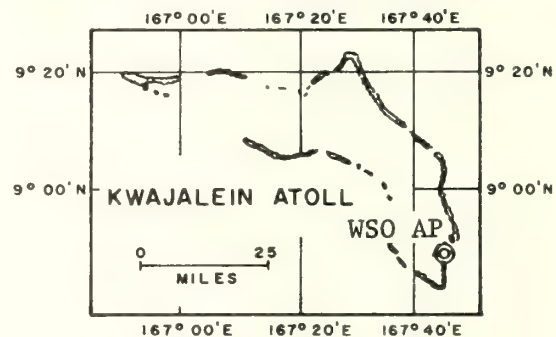 167° 00'E 167° 20'E 167° 40'E
9° 20'N 9° 20'N
9° 00'N 9° 00'N
KWAJALEIN ATOLL
WSO AP
0 25
MILES
167° 00'E 167° 20'E 167° 40'E